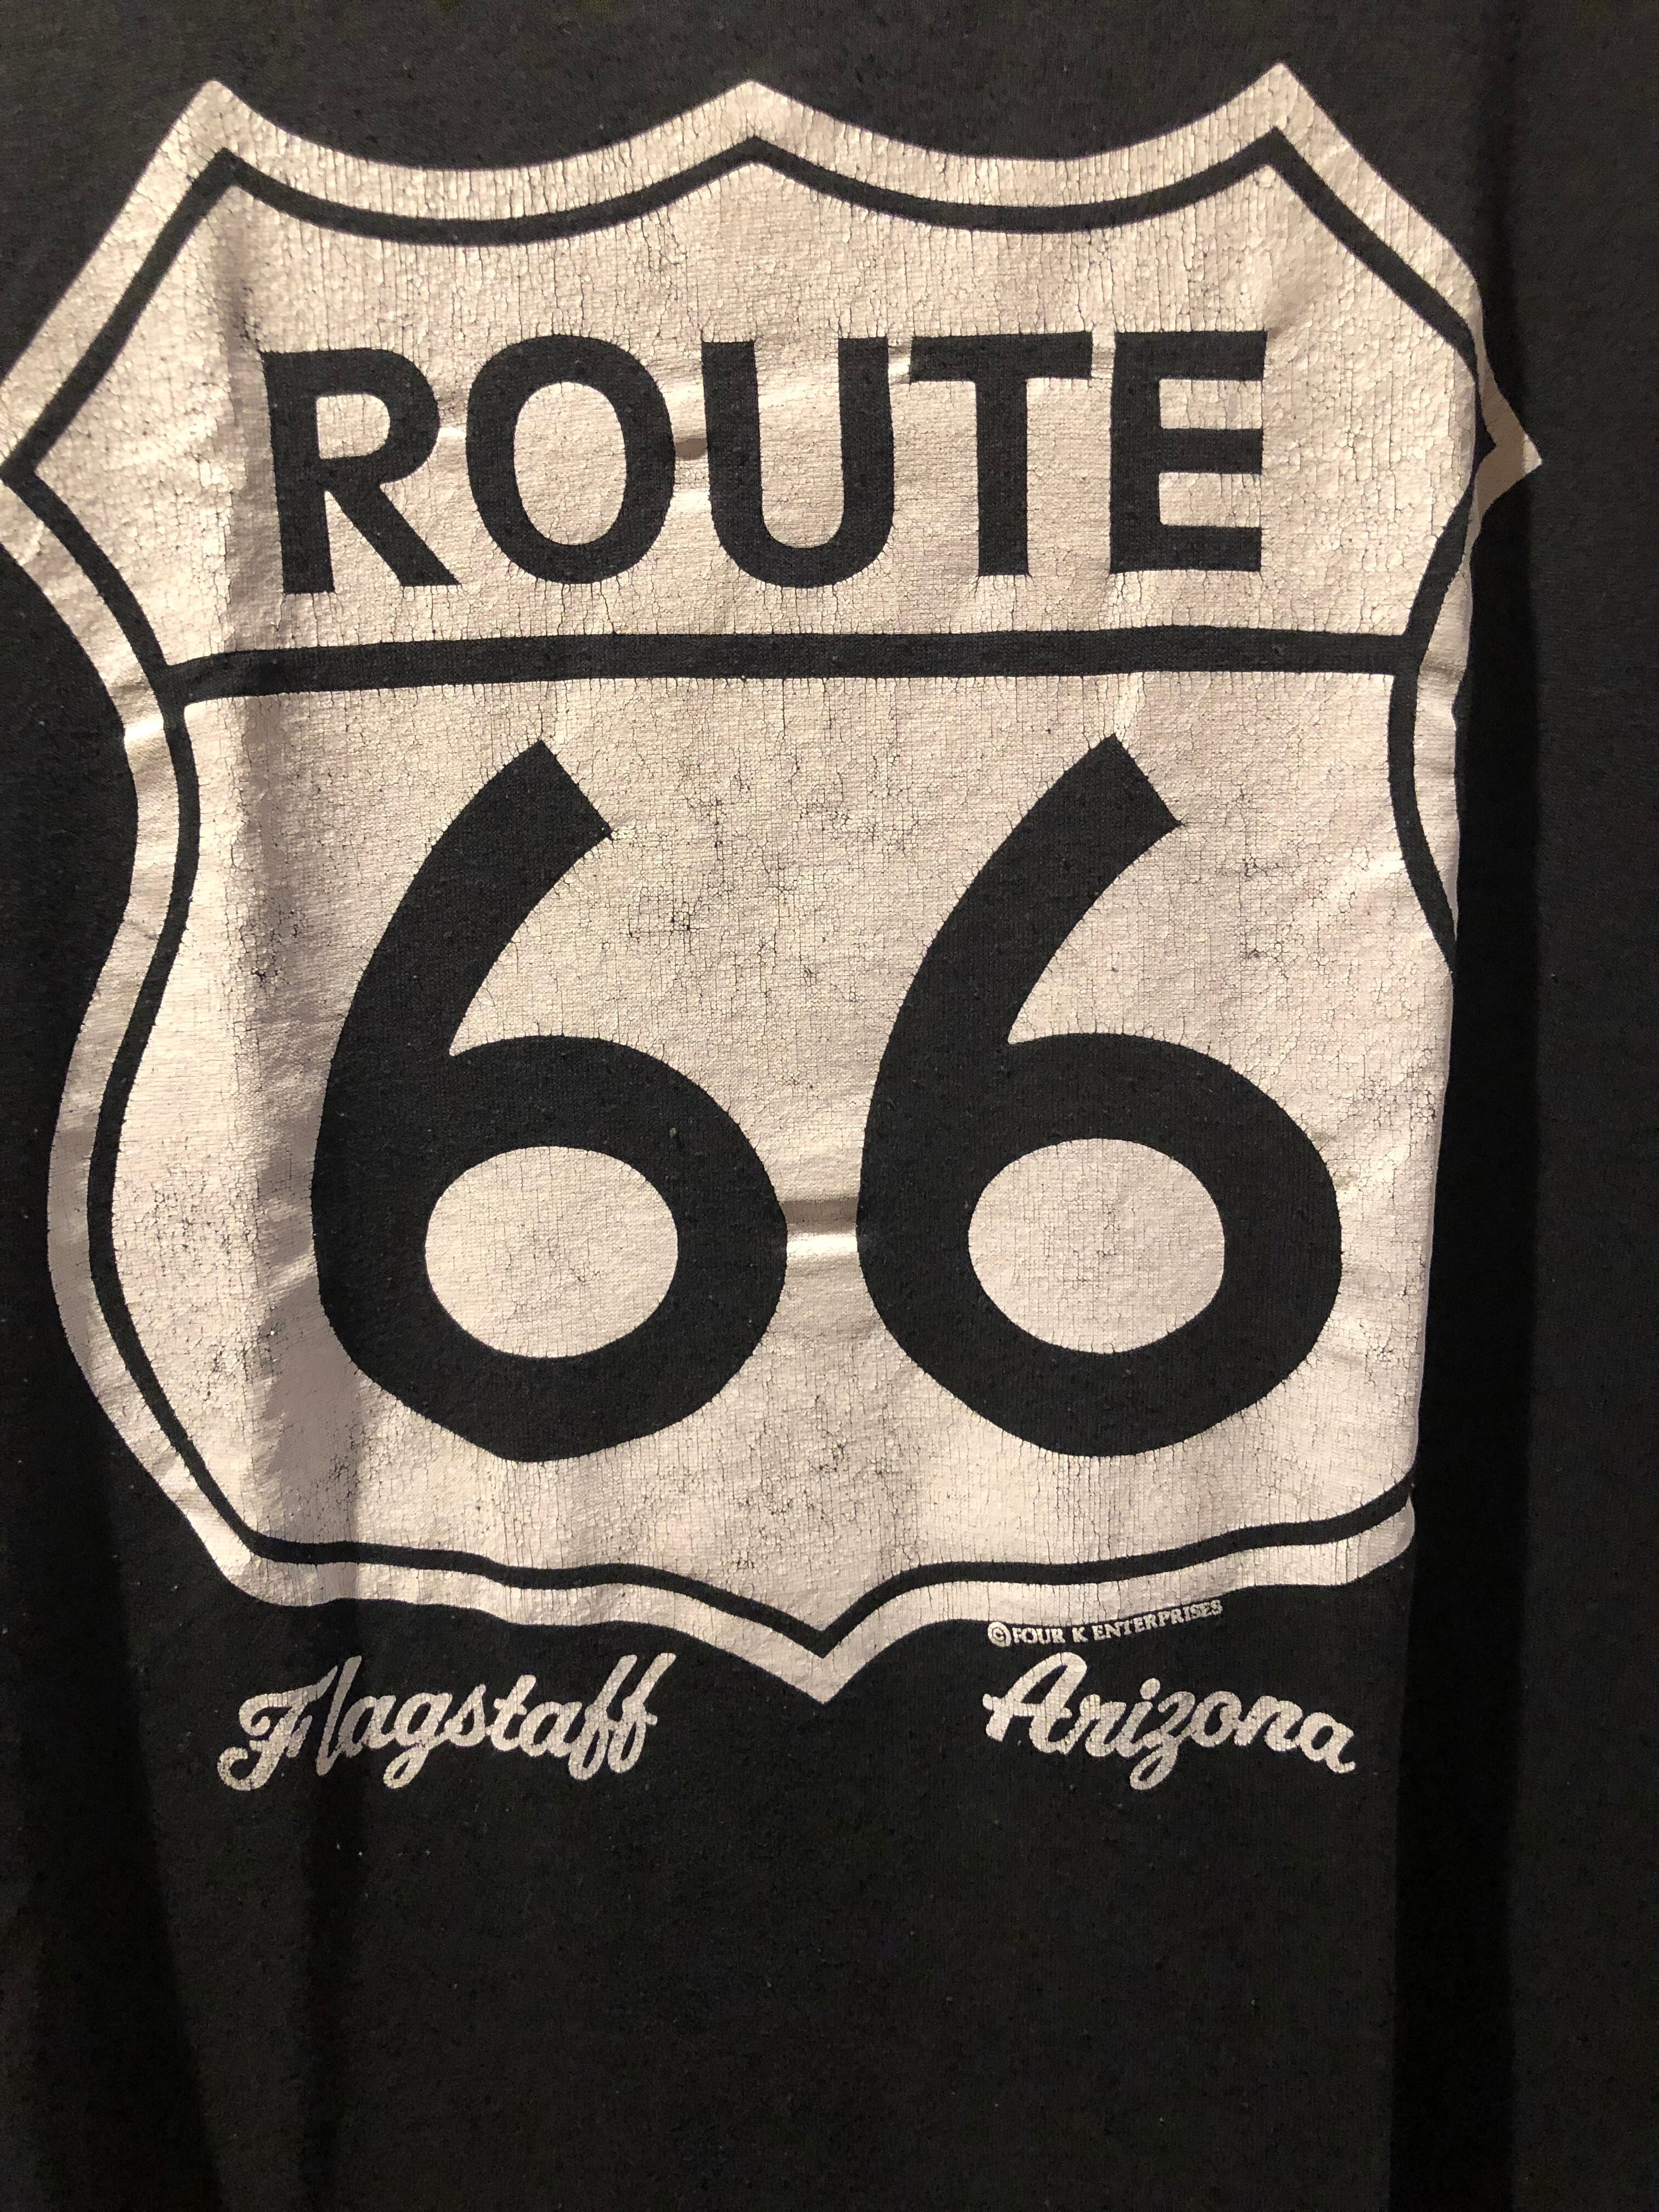 ROUTE
66
©FOUR K ENTERPRISES
Flagstaff Arizona